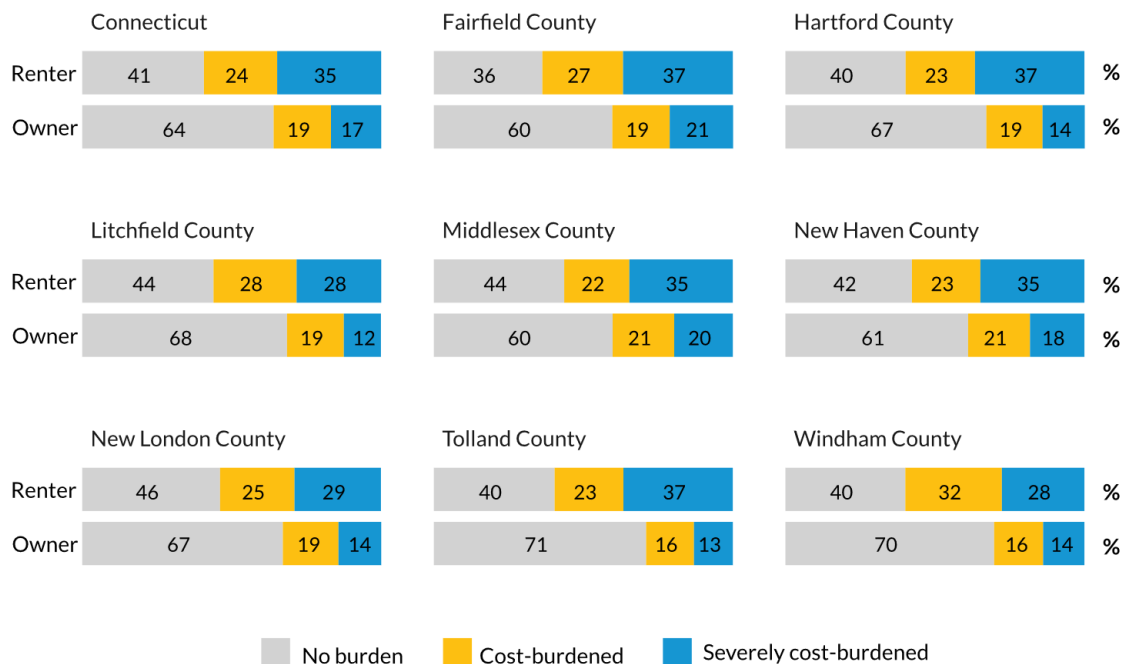 Connecticut Fairfield County Hartford County
Renter 41 24 35 36 27 37 40 23 37 %
Owner 64 19 17 60 19 21 67 19 14 %
Litchfield County Middlesex County New Haven County
Renter 44 28 28 44 22 35 42 23 35 %
Owner 68 19 12 60 21 20 61 21 18 %
New London County Tolland County Windham County
Renter 46 25 29 40 23 37 40 32 28 %
Owner 67 19 14 71 16 13 70 16 14 %
No burden Cost-burdened Severely cost-burdened